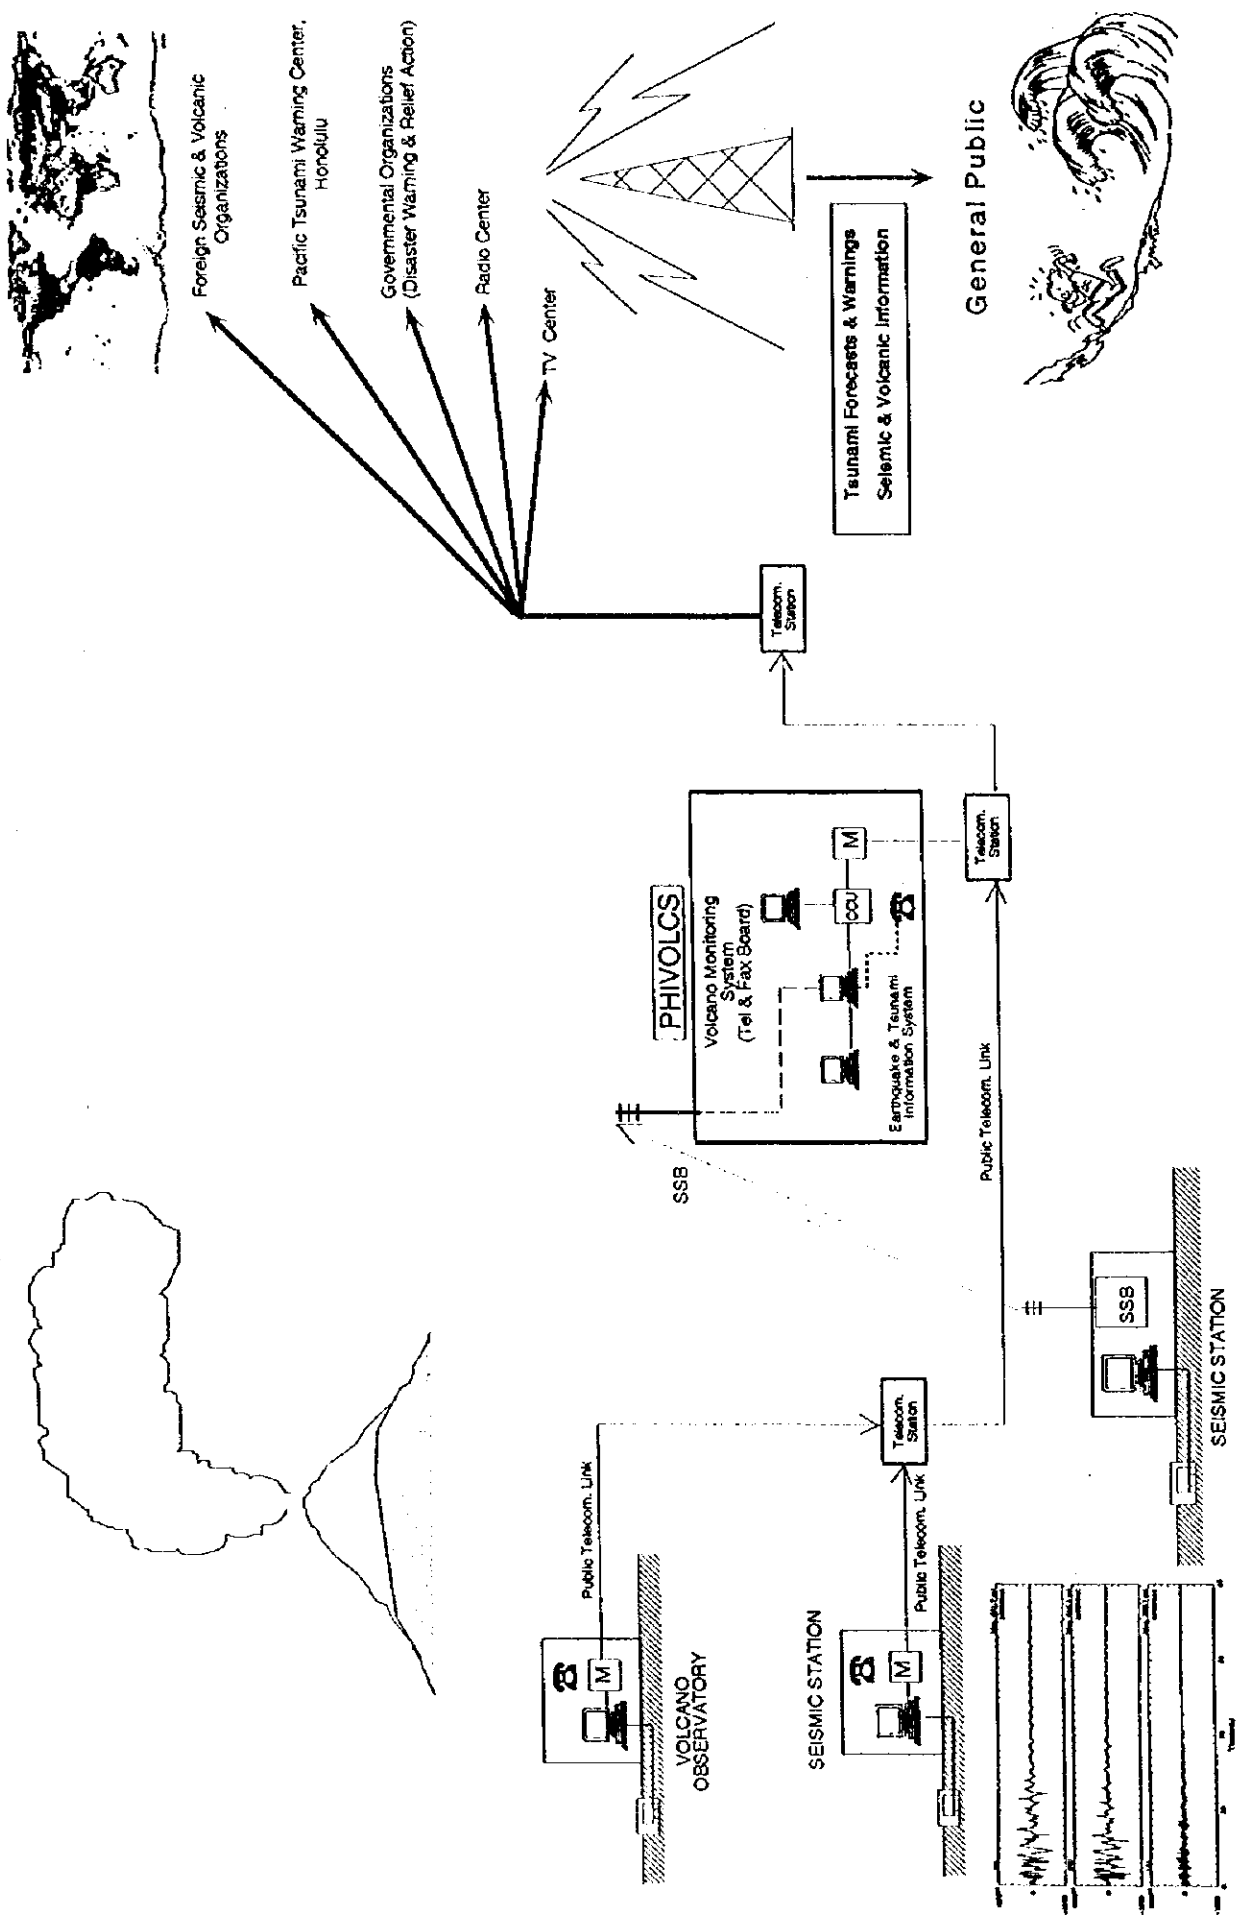 Foreign Seismic & Volcanic
Organizations
Pacific Tsunami Warning Center,
Honolulu
Governmental Organizations
(Disaster Warning & Relief Action)
Radio Center
TV Center
Tsunami Forecasts & Warnings
Seismic & Volcanic Information
General Public
Telecom.
Station
PHIVOLCS
Volcano Monitoring
System
(Tel & Fax Board)
CCU
M
Earthquake & Tsunami
Information System
Telecom.
Station
SSB
Public Telecom. Link
Public Telecom. Link
M
VOLCANO
OBSERVATORY
Telecom.
Station
Public Telecom. Link
M
SEISMIC STATION
SSB
SEISMIC STATION